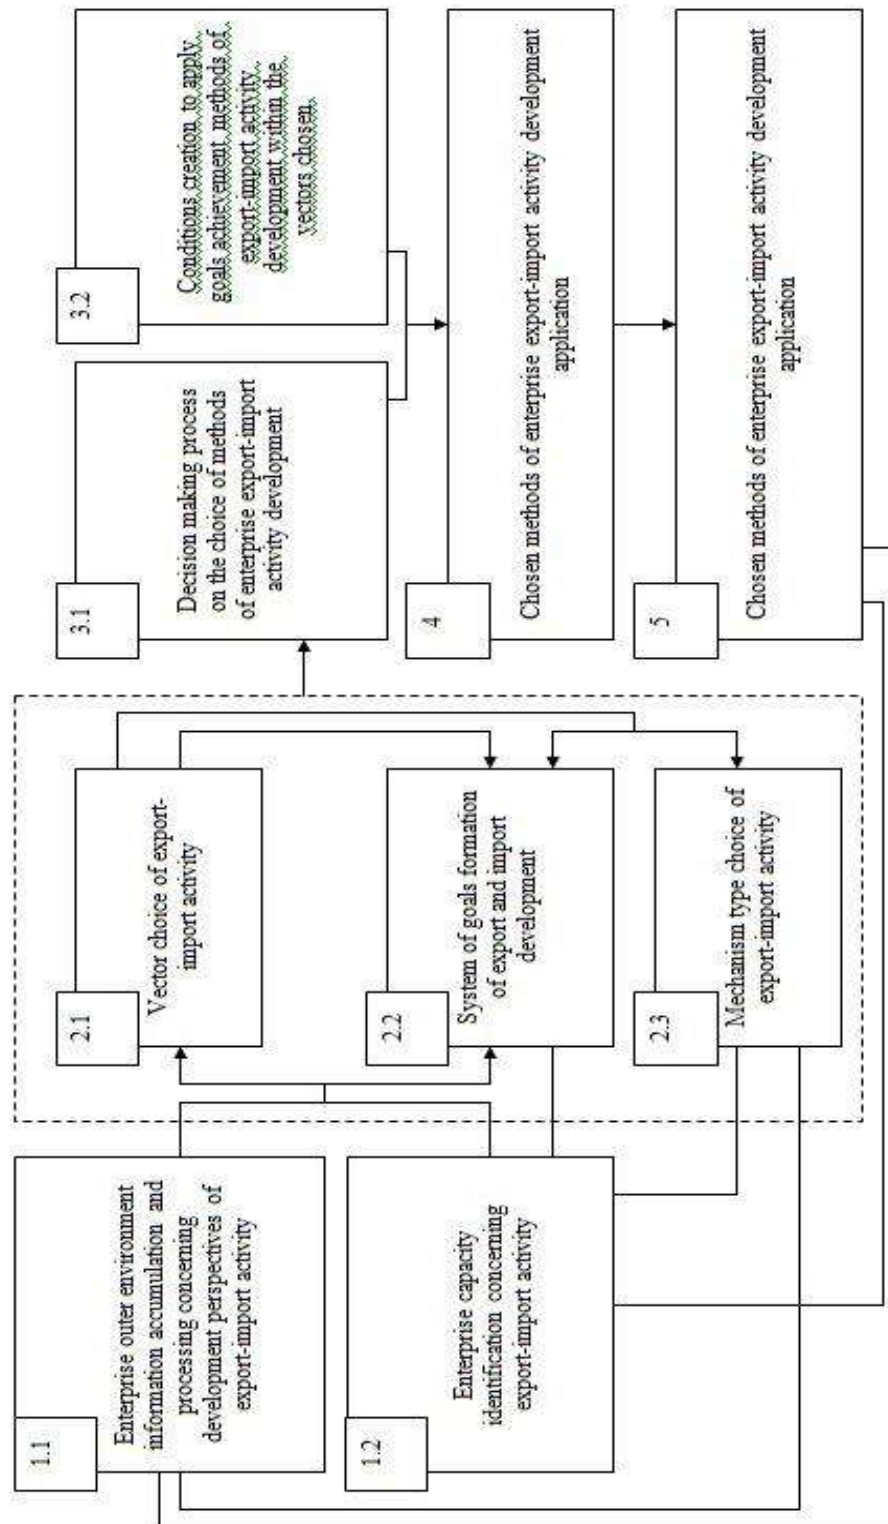 1.1
Enterprise outer environment
information accumulation and
processing concerning
development perspectives of
export-import activity
1.2
Enterprise capacity
identification concerning
export-import activity
2.1
Vector choice of export-
import activity
2.2
System of goals formation
of export and import
development
2.3
Mechanism type choice of
export-import activity
3.1
Decision making process
on the choice of methods
of enterprise export-import
activity development
3.2
Conditions creation to apply
goals achievement methods of
export-import activity
development within the
vectors chosen
4
Chosen methods of enterprise export-import activity development
application
5
Chosen methods of enterprise export-import activity development
application